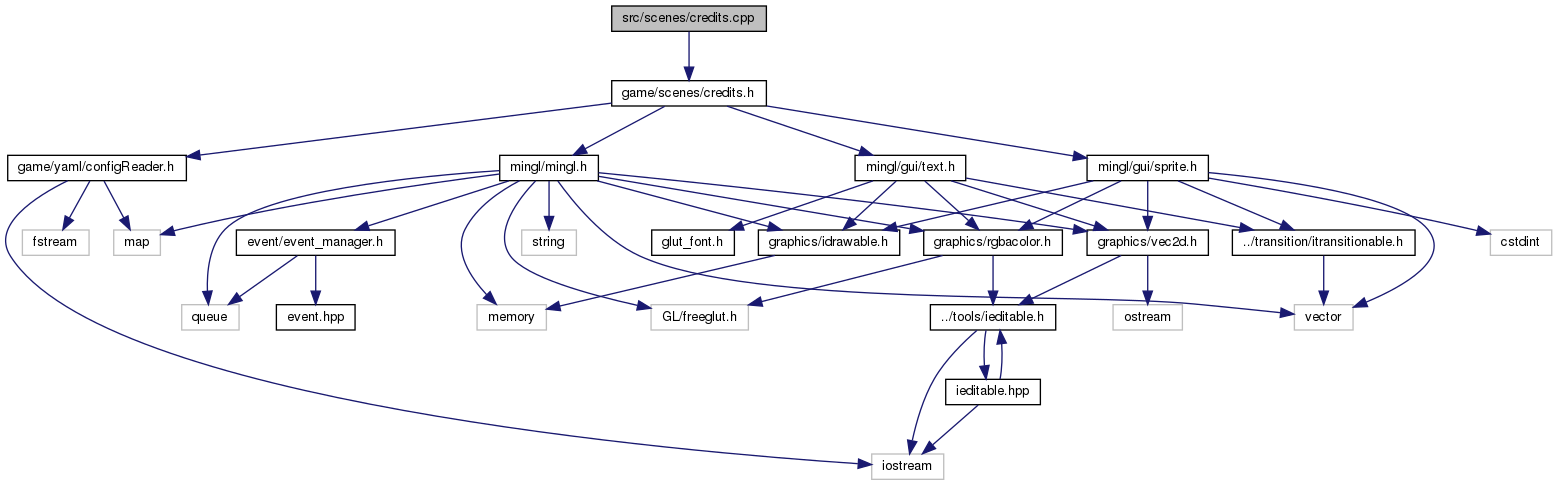 src/scenes/credits.cpp
game/scenes/credits.h
game/yaml/configReader.h
mingl/mingl.h
mingl/gui/text.h
mingl/gui/sprite.h
fstream
map
event/event_manager.h
string
glut_font.h
graphics/idrawable.h
graphics/rgbacolor.h
graphics/vec2d.h
../transition/itransitionable.h
cstdint
queue
event.hpp
memory
GL/freeglut.h
../tools/ieditable.h
ostream
vector
ieditable.hpp
iostream